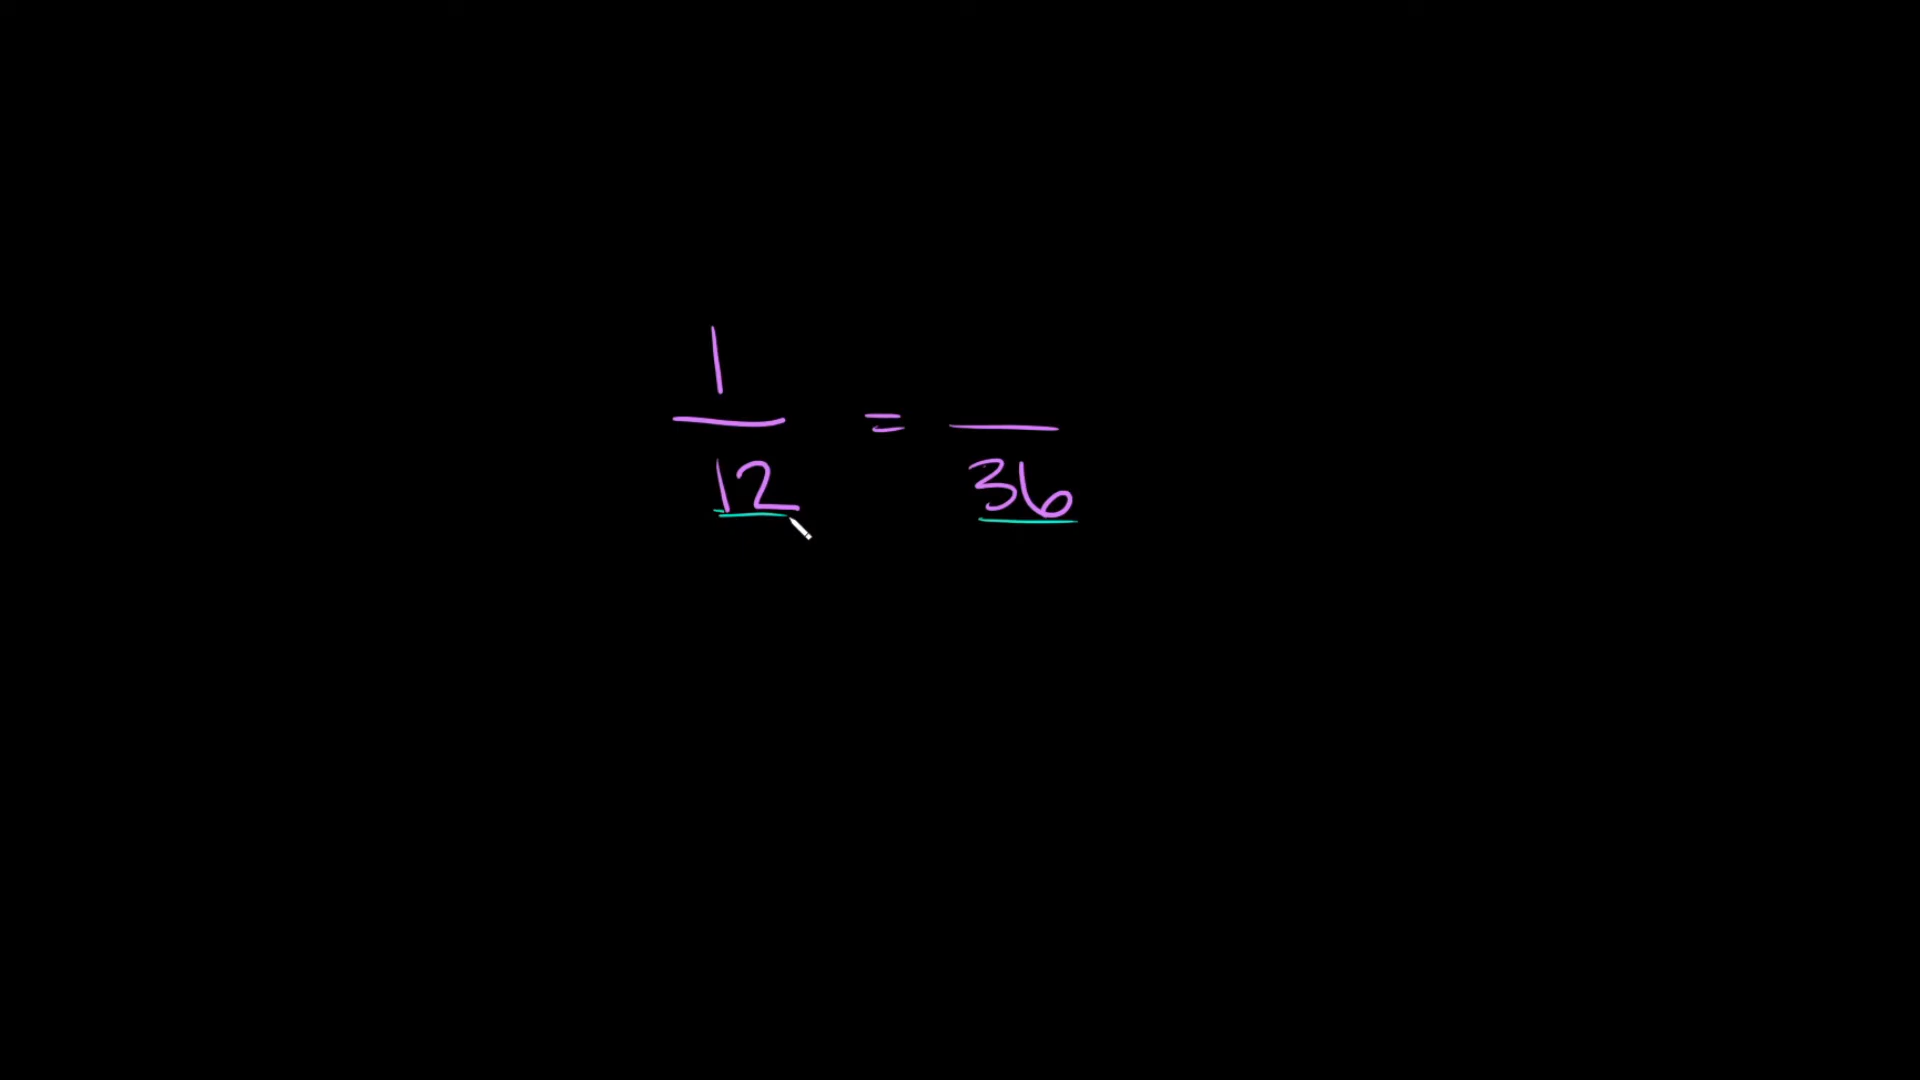 1/12 = /36